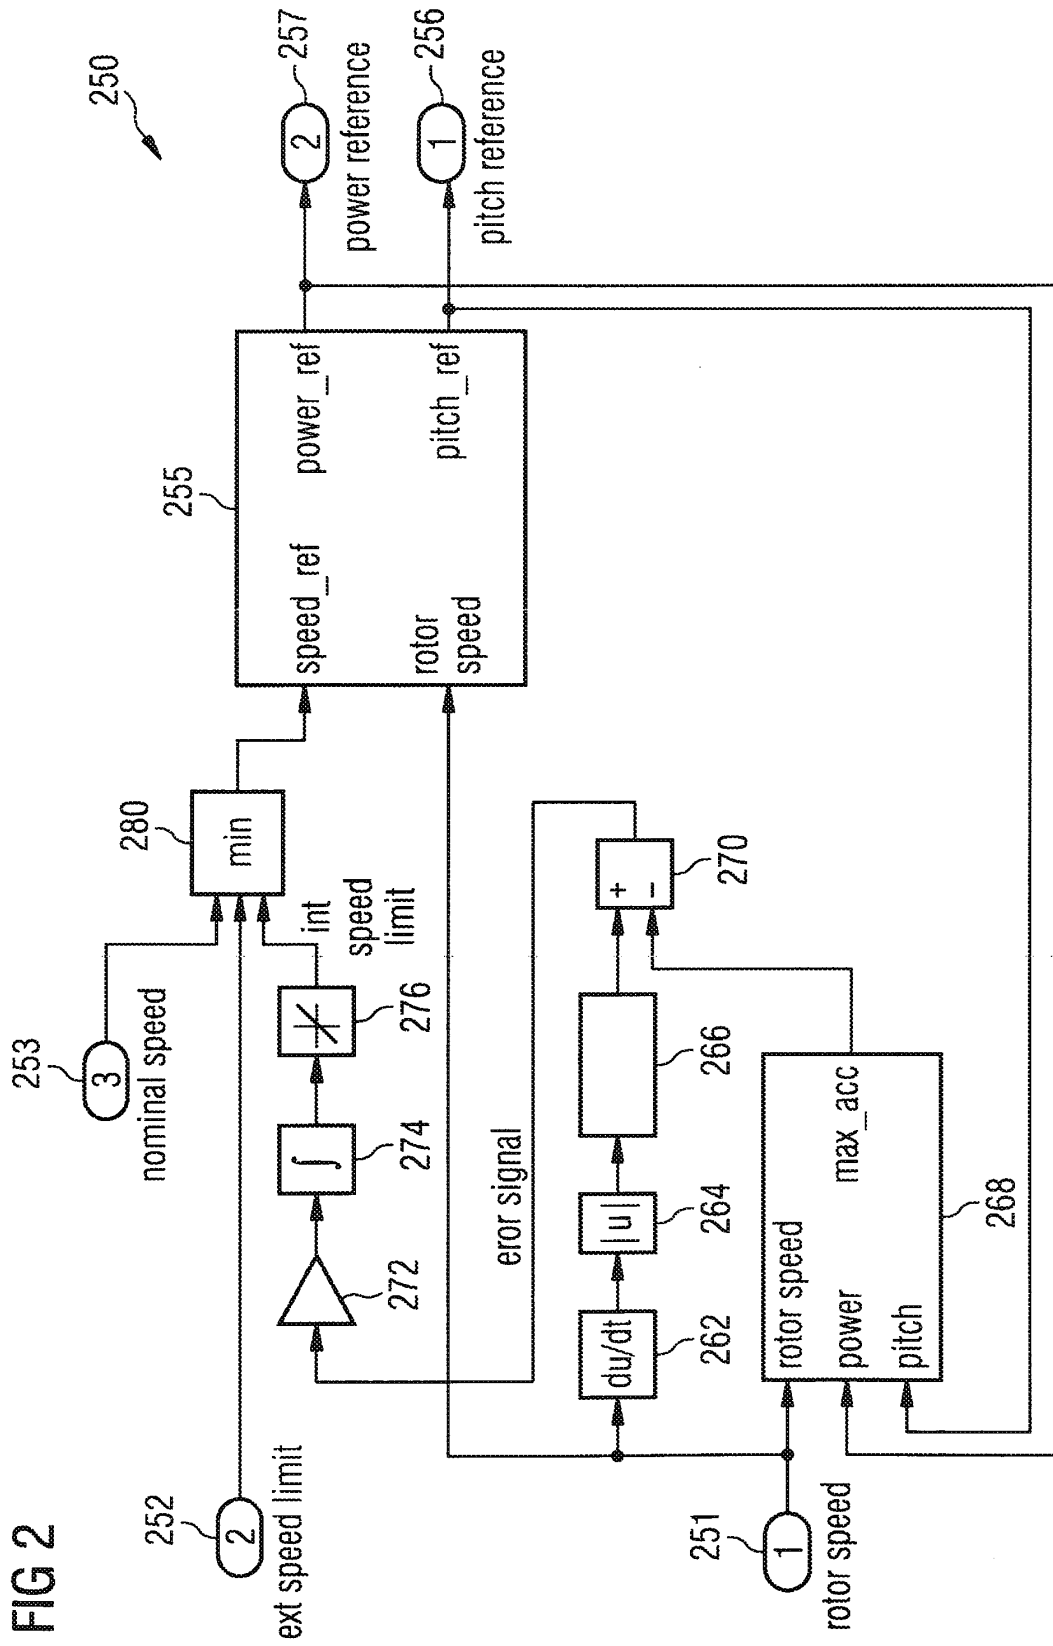 FIG 2
250
252
2
ext speed limit
253
3
nominal speed
280
min
255
speed_ref
power_ref
rotor
speed
pitch_ref
257
2
power reference
256
1
pitch reference
272
274
∫
276
int
speed
limit
eror signal
262
du/dt
264
|u|
266
270
+
−
251
1
rotor speed
268
rotor speed
power
pitch
max_acc